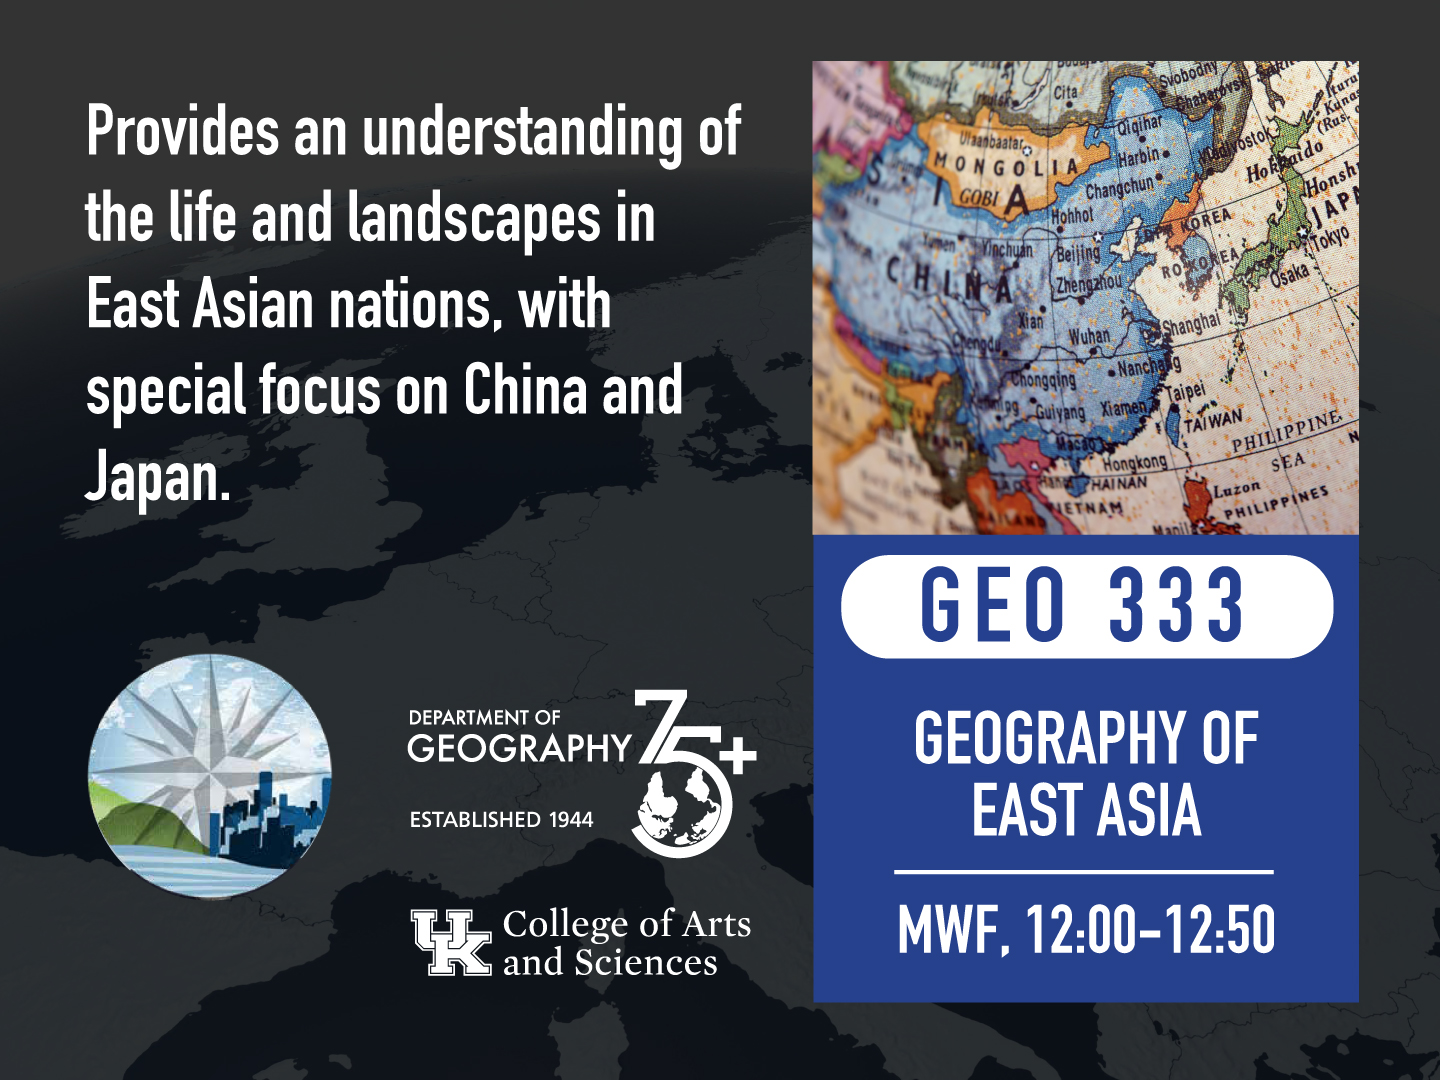 Provides an understanding of
the life and landscapes in
East Asian nations, with
special focus on China and
Japan.
DEPARTMENT OF
GEOGRAPHY
75+
ESTABLISHED 1944
UK
College of Arts
and Sciences
Svobodny
Cita
Chabarovsk
Qiqihar
Ulaanbaatar
MONGOLIA
Harbin
Vladivostok
Hokkaido
GOBI
Changchun
Honshu
Hohhot
KOREA
JAPA
Yinchuan
Beijing
Tokyo
CHINA
KOREA
Zhengzhou
Osaka
Xian
Wuhan
Shanghai
Chengdu
Nanchang
Chongqing
Taipei
Guiyang
Xiamen
TAIWAN
PHILIPPINE
SEA
Macao
Hongkong
HAINAN
Luzon
PHILIPPINES
GEO 333
GEOGRAPHY OF
EAST ASIA
MWF, 12:00-12:50